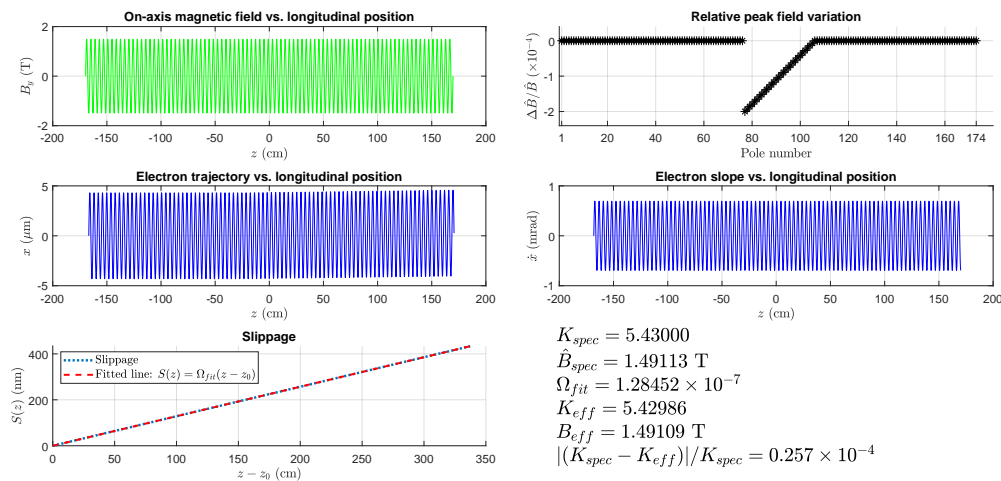 On-axis magnetic field vs. longitudinal position
2
0
-2
B_y (T)
-200 -150 -100 -50 0 50 100 150 200
z (cm)
Relative peak field variation
0
-1
-2
ΔB̂/B̂ (×10⁻⁴)
1 20 40 60 80 100 120 140 160 174
Pole number
Electron trajectory vs. longitudinal position
5
0
-5
x (μm)
-200 -150 -100 -50 0 50 100 150 200
z (cm)
Electron slope vs. longitudinal position
1
0
-1
ẋ (mrad)
-200 -150 -100 -50 0 50 100 150 200
z (cm)
Slippage
400
200
0
S(z) (nm)
Slippage
Fitted line: S(z) = Ω_fit(z − z₀)
0 50 100 150 200 250 300 350
z − z₀ (cm)
K_spec = 5.43000
B̂_spec = 1.49113 T
Ω_fit = 1.28452 × 10⁻⁷
K_eff = 5.42986
B_eff = 1.49109 T
|(K_spec − K_eff)|/K_spec = 0.257 × 10⁻⁴